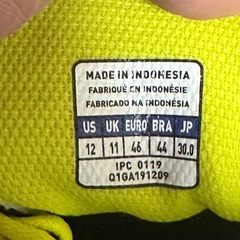 MADE IN INDONESIA
FABRIQUÉ EN INDONÉSIE
FABRICADO NA INDONÉSIA
US UK EURO BRA JP
12 11 46 44 30.0
IPC 0119
Q1GA191209